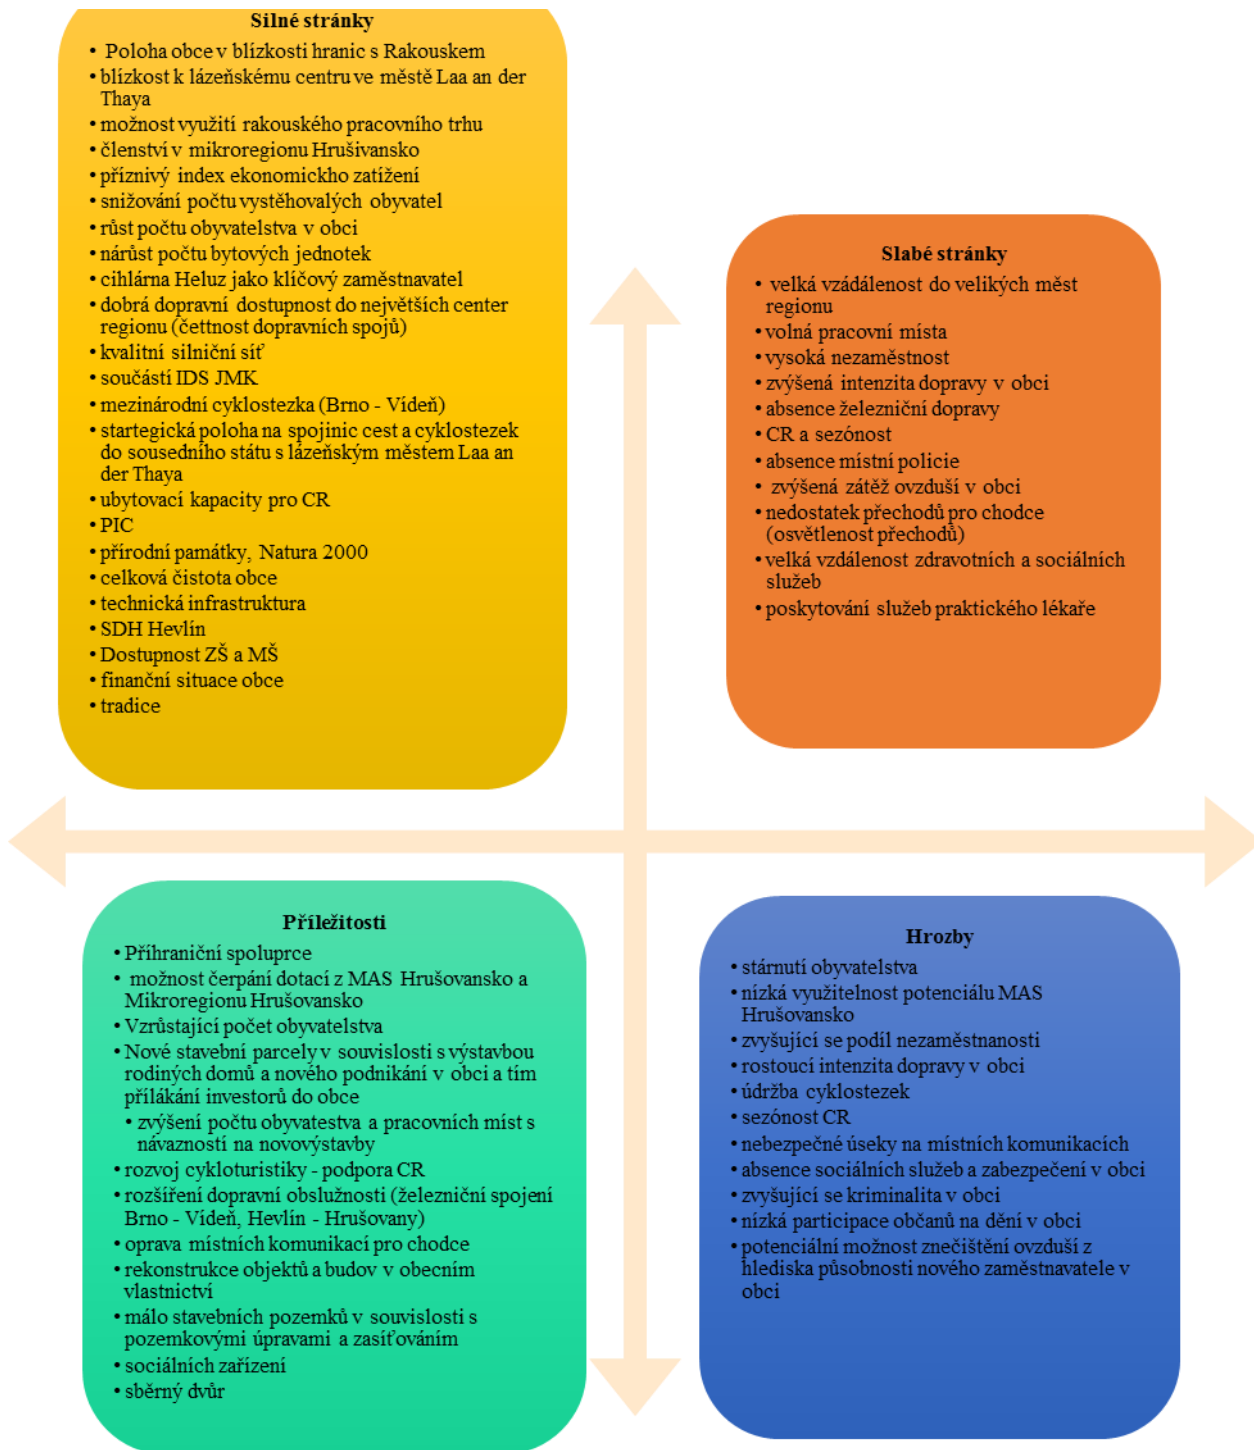 Silné stránky
• Poloha obce v blízkosti hranic s Rakouskem
• blízkost k lázeňskému centru ve městě Laa an der
Thaya
• možnost využití rakouského pracovního trhu
• členství v mikroregionu Hrušivansko
• příznivý index ekonomickho zatížení
• snižování počtu vystěhovalých obyvatel
• růst počtu obyvatelstva v obci
• nárůst počtu bytových jednotek
• cihlárna Heluz jako klíčový zaměstnavatel
• dobrá dopravní dostupnost do největších center
regionu (čettnost dopravních spojů)
• kvalitní silniční síť
• součástí IDS JMK
• mezinárodní cyklostezka (Brno - Vídeň)
• startegická poloha na spojinic cest a cyklostezek
do sousedního státu s lázeňským městem Laa an
der Thaya
• ubytovací kapacity pro CR
• PIC
• přírodní památky, Natura 2000
• celková čistota obce
• technická infrastruktura
• SDH Hevlín
• Dostupnost ZŠ a MŠ
• finanční situace obce
• tradice
Slabé stránky
• velká vzádálenost do velikých měst
regionu
• volná pracovní místa
• vysoká nezaměstnost
• zvýšená intenzita dopravy v obci
• absence železniční dopravy
• CR a sezónost
• absence místní policie
• zvýšená zátěž ovzduší v obci
• nedostatek přechodů pro chodce
(osvětlenost přechodů)
• velká vzdálenost zdravotních a sociálních
služeb
• poskytování služeb praktického lékaře
Příležitosti
• Příhraniční spoluprce
• možnost čerpání dotací z MAS Hrušovansko a
Mikroregionu Hrušovansko
• Vzrůstající počet obyvatelstva
• Nové stavební parcely v souvislosti s výstavbou
rodiných domů a nového podnikání v obci a tím
přílákání investorů do obce
• zvýšení počtu obyvatestva a pracovních míst s
návazností na novovýstavby
• rozvoj cykloturistiky - podpora CR
• rozšíření dopravní obslužnosti (železniční spojení
Brno - Vídeň, Hevlín - Hrušovany)
• oprava místních komunikací pro chodce
• rekonstrukce objektů a budov v obecním
vlastnictví
• málo stavebních pozemků v souvislosti s
pozemkovými úpravami a zasíťováním
• sociálních zařízení
• sběrný dvůr
Hrozby
• stárnutí obyvatelstva
• nízká využitelnost potenciálu MAS
Hrušovansko
• zvyšující se podíl nezaměstnanosti
• rostoucí intenzita dopravy v obci
• údržba cyklostezek
• sezónost CR
• nebezpečné úseky na místních komunikacích
• absence sociálních služeb a zabezpečení v obci
• zvyšující se kriminalita v obci
• nízká participace občanů na dění v obci
• potenciální možnost znečištění ovzduší z
hlediska působnosti nového zaměstnavatele v
obci